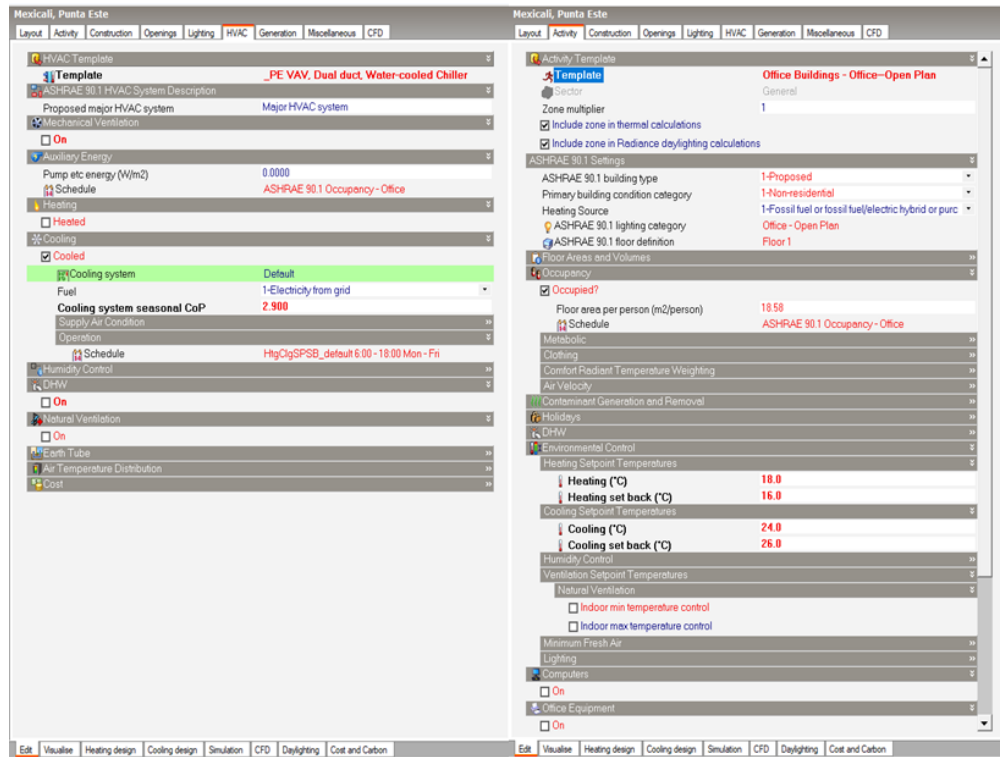 Mexicali, Punta Este
Layout Activity Construction Openings Lighting HVAC Generation Miscellaneous CFD
HVAC Template
Template _PE VAV, Dual duct, Water-cooled Chiller
ASHRAE 90.1 HVAC System Description
Proposed major HVAC system Major HVAC system
Mechanical Ventilation
On
Auxiliary Energy
Pump etc energy (W/m2) 0.0000
Schedule ASHRAE 90.1 Occupancy - Office
Heating
Heated
Cooling
Cooled
Cooling system Default
Fuel 1-Electricity from grid
Cooling system seasonal CoP 2.900
Supply Air Condition
Operation
Schedule HtgClgSPSB_default 6:00 - 18:00 Mon - Fri
Humidity Control
DHW
On
Natural Ventilation
On
Earth Tube
Air Temperature Distribution
Cost
Edit Visualise Heating design Cooling design Simulation CFD Daylighting Cost and Carbon
Mexicali, Punta Este
Layout Activity Construction Openings Lighting HVAC Generation Miscellaneous CFD
Activity Template
Template Office Buildings - Office--Open Plan
Sector General
Zone multiplier 1
Include zone in thermal calculations
Include zone in Radiance daylighting calculations
ASHRAE 90.1 Settings
ASHRAE 90.1 building type 1-Proposed
Primary building condition category 1-Non-residential
Heating Source 1-Fossil fuel or fossil fuel/electric hybrid or purc
ASHRAE 90.1 lighting category Office - Open Plan
ASHRAE 90.1 floor definition Floor 1
Floor Areas and Volumes
Occupancy
Occupied?
Floor area per person (m2/person) 18.58
Schedule ASHRAE 90.1 Occupancy - Office
Metabolic
Clothing
Comfort Radiant Temperature Weighting
Air Velocity
Contaminant Generation and Removal
Holidays
DHW
Environmental Control
Heating Setpoint Temperatures
Heating (°C) 18.0
Heating set back (°C) 16.0
Cooling Setpoint Temperatures
Cooling (°C) 24.0
Cooling set back (°C) 26.0
Humidity Control
Ventilation Setpoint Temperatures
Natural Ventilation
Indoor min temperature control
Indoor max temperature control
Minimum Fresh Air
Lighting
Computers
On
Office Equipment
On
Edit Visualise Heating design Cooling design Simulation CFD Daylighting Cost and Carbon